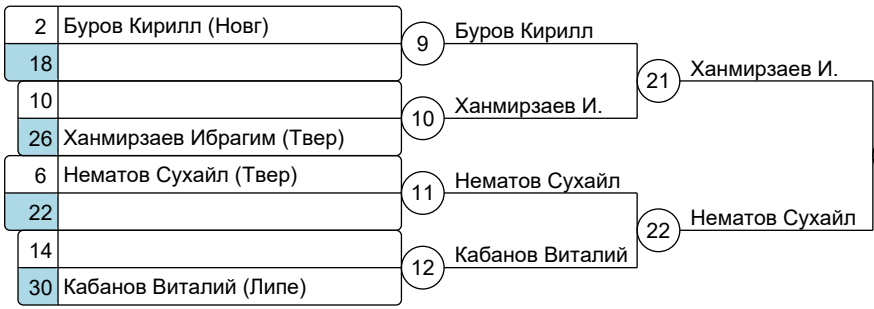 2 Буров Кирилл (Новг)
18
10
26 Ханмирзаев Ибрагим (Твер)
6 Нематов Сухайл (Твер)
22
14
30 Кабанов Виталий (Липе)
9 Буров Кирилл
10 Ханмирзаев И.
11 Нематов Сухайл
12 Кабанов Виталий
21 Ханмирзаев И.
22 Нематов Сухайл